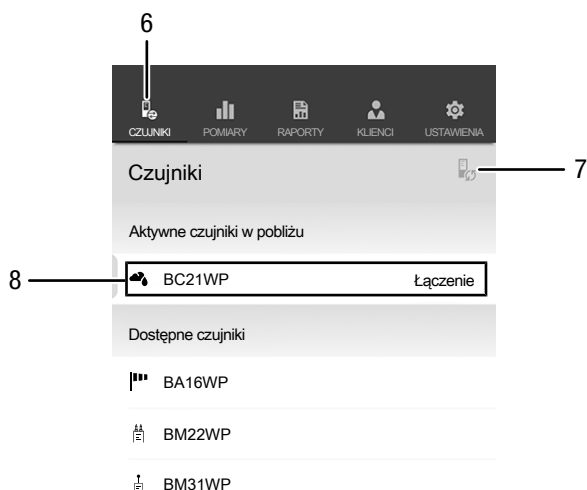 6
CZUJNIKI POMIARY RAPORTY KLIENCI USTAWIENIA
Czujniki
7
Aktywne czujniki w pobliżu
8
BC21WP Łączenie
Dostępne czujniki
BA16WP
BM22WP
BM31WP